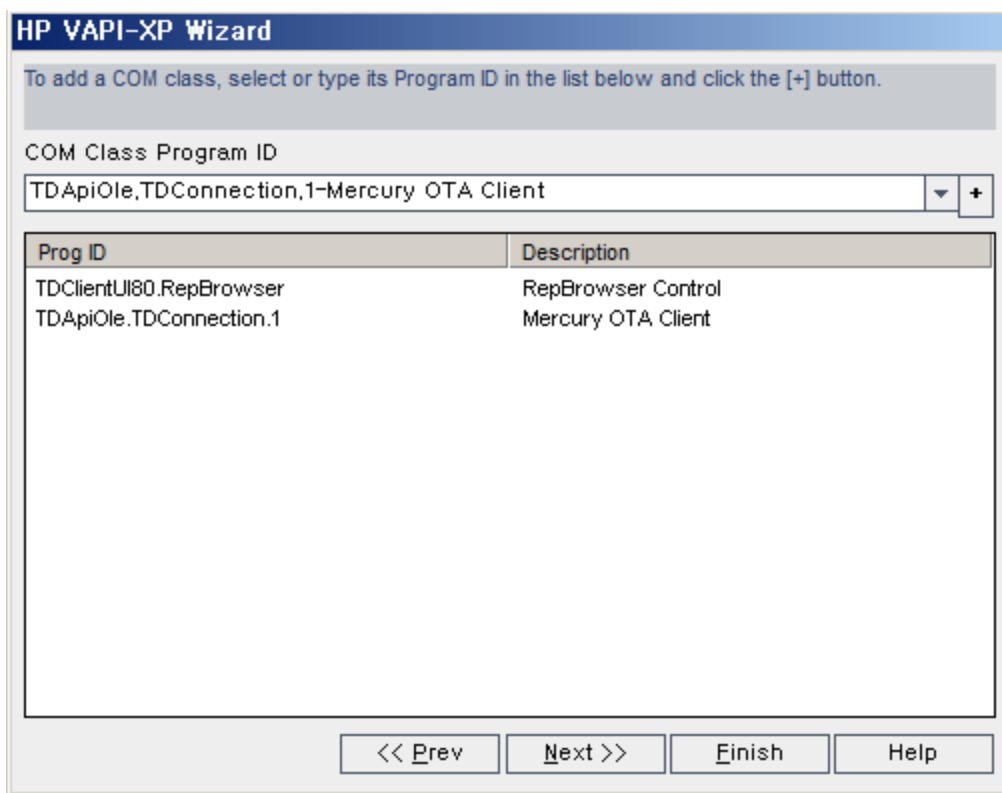 HP VAPI-XP Wizard
To add a COM class, select or type its Program ID in the list below and click the [+] button.
COM Class Program ID
TDApiOle,TDConnection,1-Mercury OTA Client
+
Prog ID Description
TDClientUI80.RepBrowser RepBrowser Control
TDApiOle.TDConnection.1 Mercury OTA Client
<< Prev Next >> Finish Help